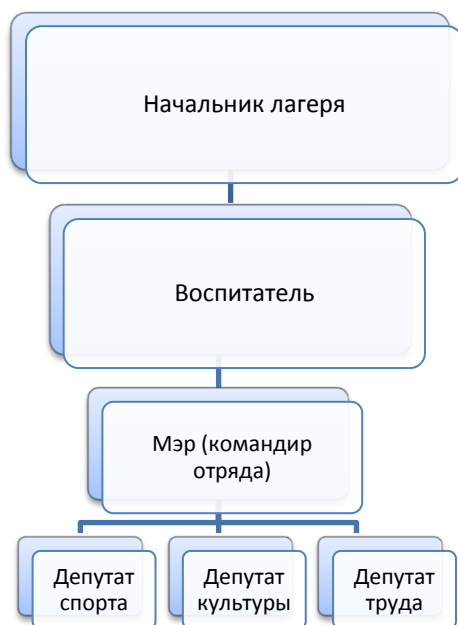 Начальник лагеря
Воспитатель
Мэр (командир
отряда)
Депутат
спорта
Депутат
культуры
Депутат
труда